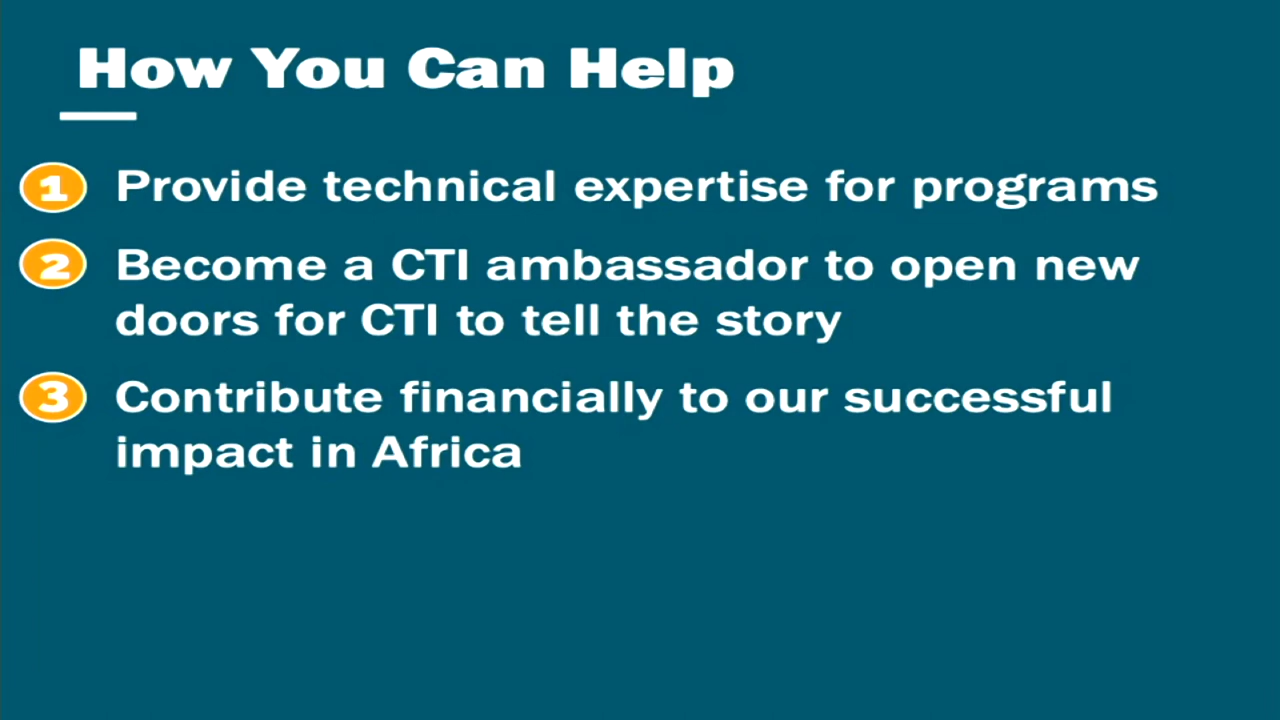 How You Can Help
1 Provide technical expertise for programs
2 Become a CTI ambassador to open new
doors for CTI to tell the story
3 Contribute financially to our successful
impact in Africa